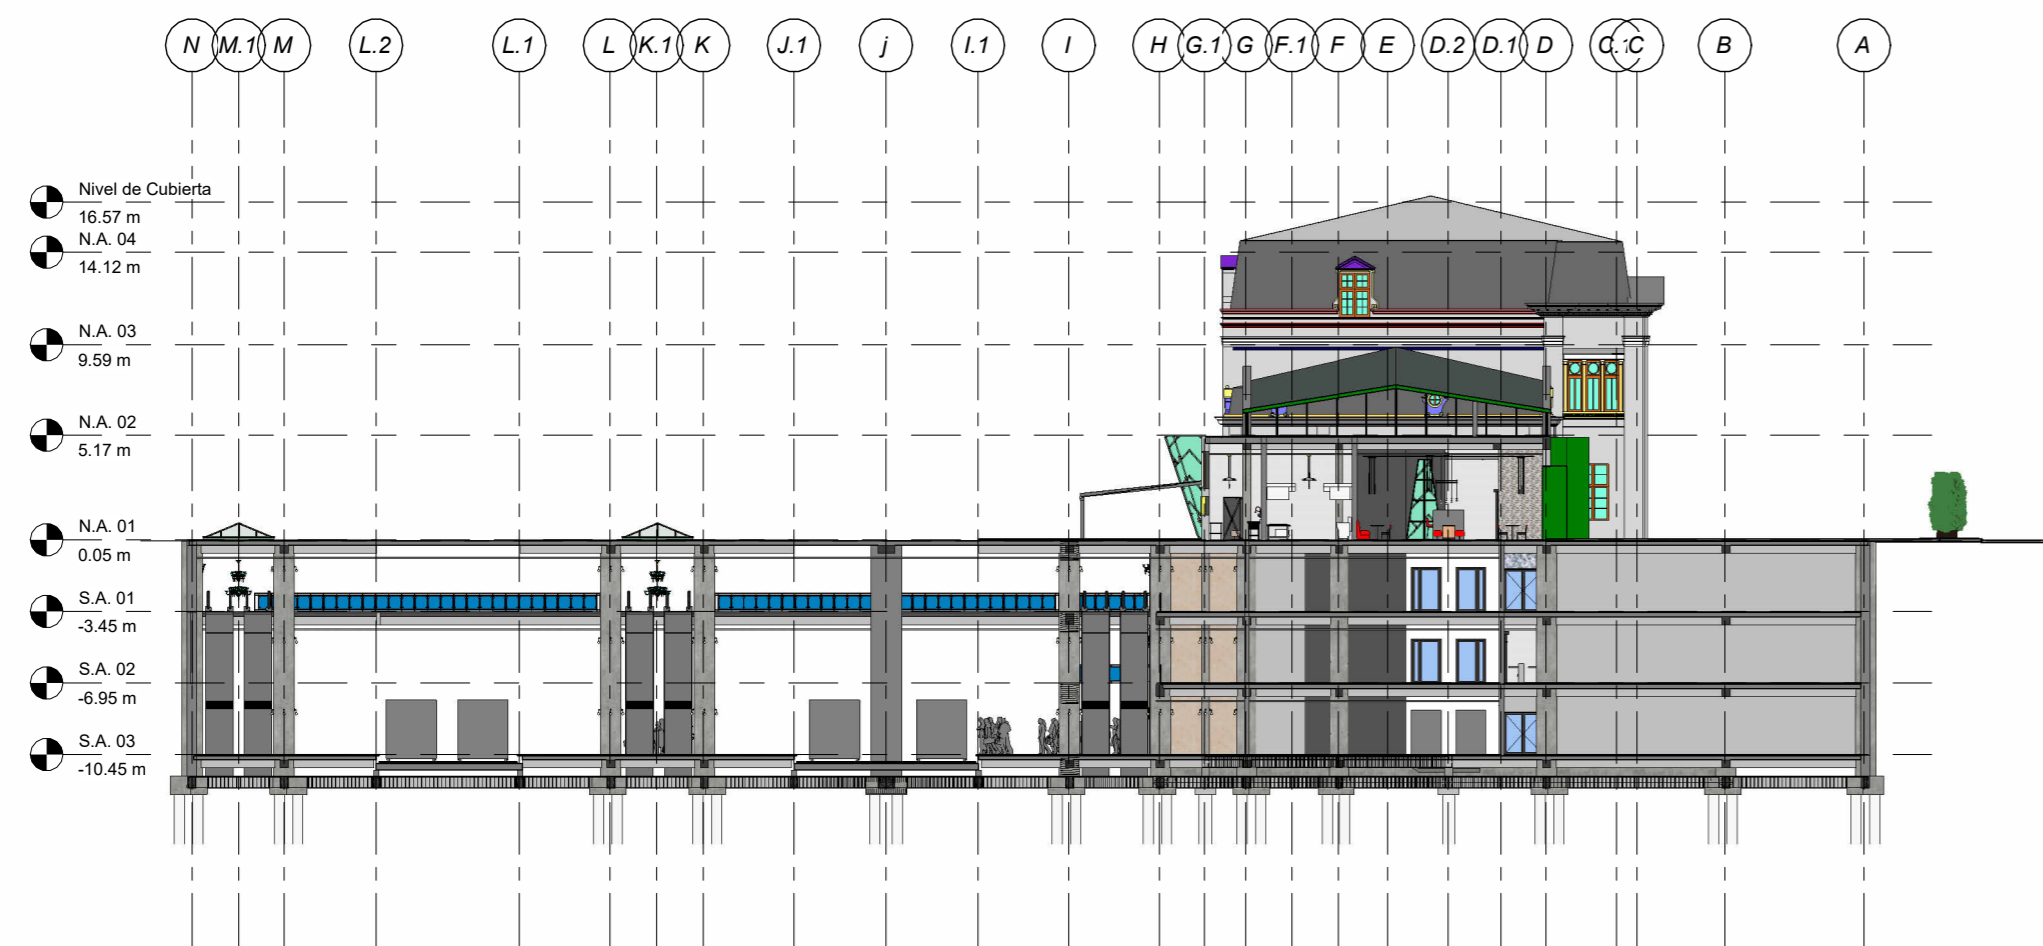 N M.1 M L.2 L.1 L K.1 K J.1 j I.1 I H G.1 G F.1 F E D.2 D.1 D C.1 C B A
Nivel de Cubierta
16.57 m
N.A. 04
14.12 m
N.A. 03
9.59 m
N.A. 02
5.17 m
N.A. 01
0.05 m
S.A. 01
-3.45 m
S.A. 02
-6.95 m
S.A. 03
-10.45 m